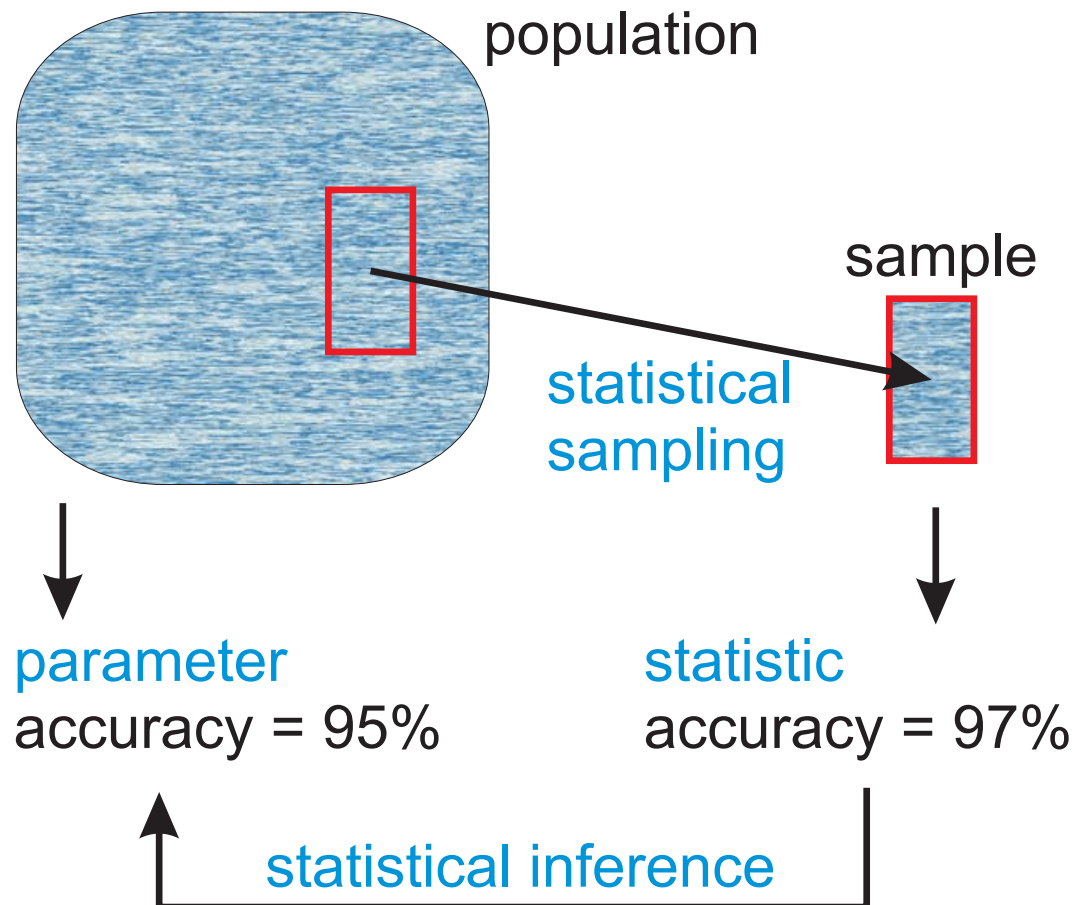 population
sample
statistical
sampling
parameter
accuracy = 95%
statistic
accuracy = 97%
statistical inference